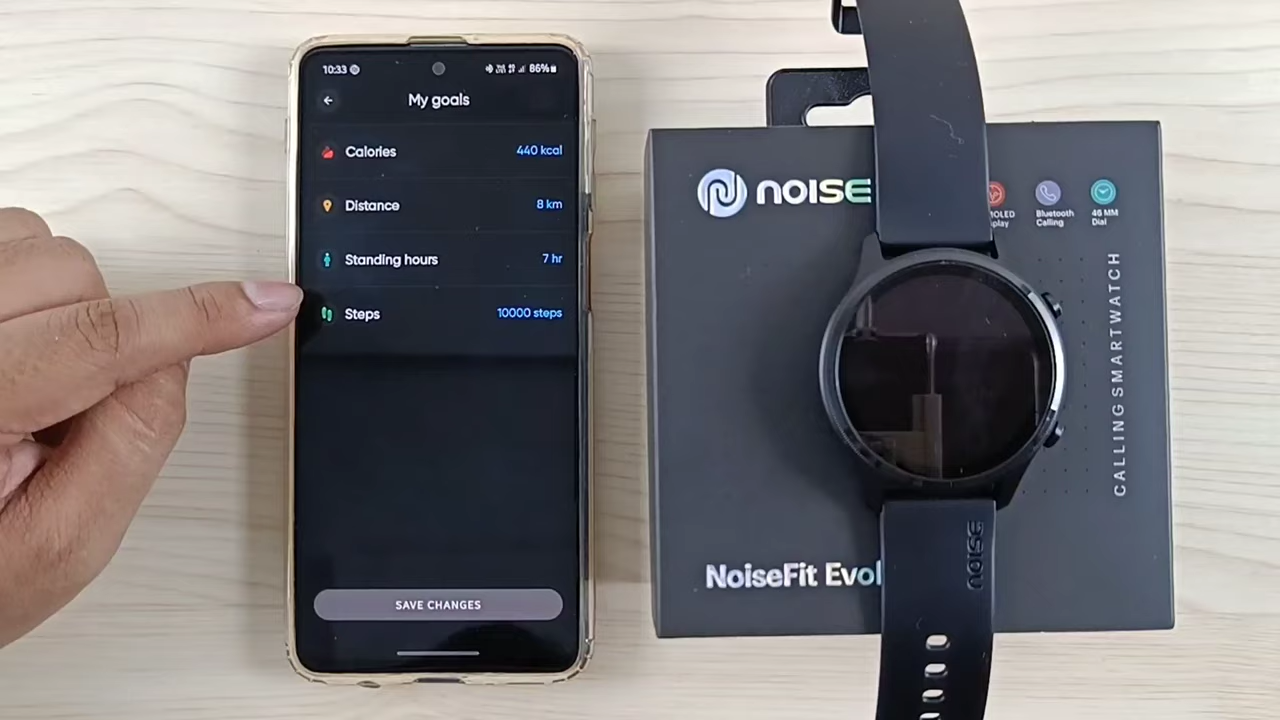 10:33
86%
My goals
Calories 440 kcal
Distance 8 km
Standing hours 7 hr
Steps 10000 steps
SAVE CHANGES
NOISE
Bluetooth
Calling
46 MM
Dial
CALLING SMARTWATCH
NoiseFit Evol
NOISE